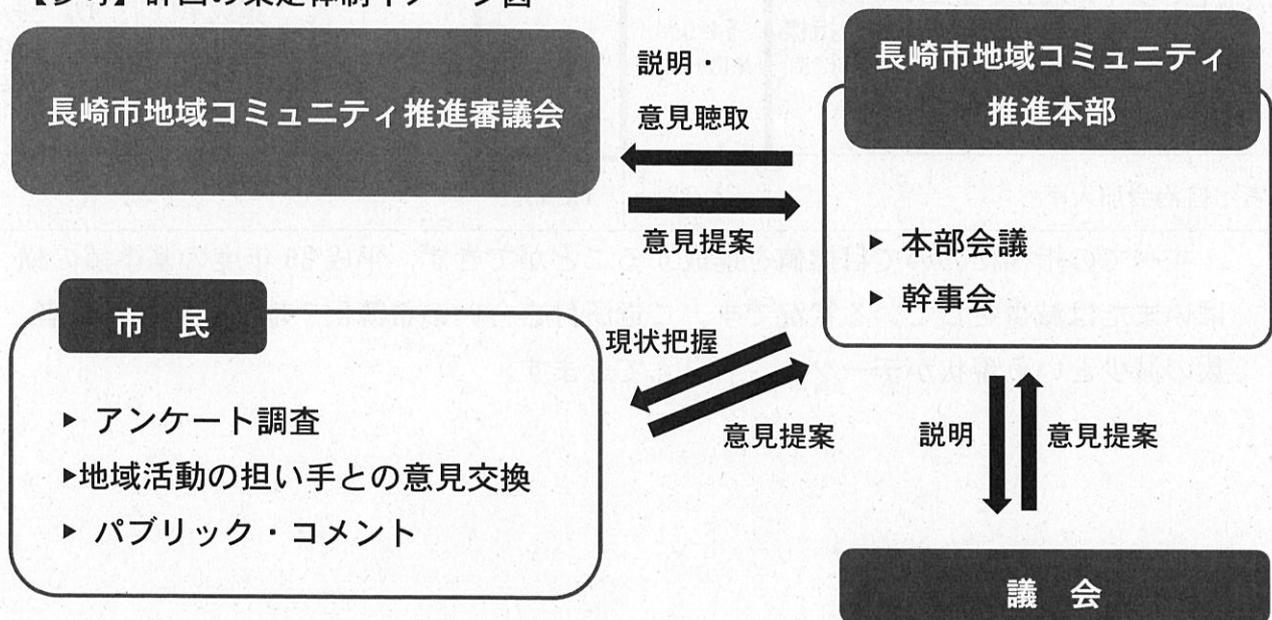 長崎市地域コミュニティ推進審議会
説明・
意見聴取
意見提案
長崎市地域コミュニティ
推進本部
▶ 本部会議
▶ 幹事会
市 民
▶ アンケート調査
▶地域活動の担い手との意見交換
▶ パブリック・コメント
現状把握
意見提案
説明
意見提案
議 会